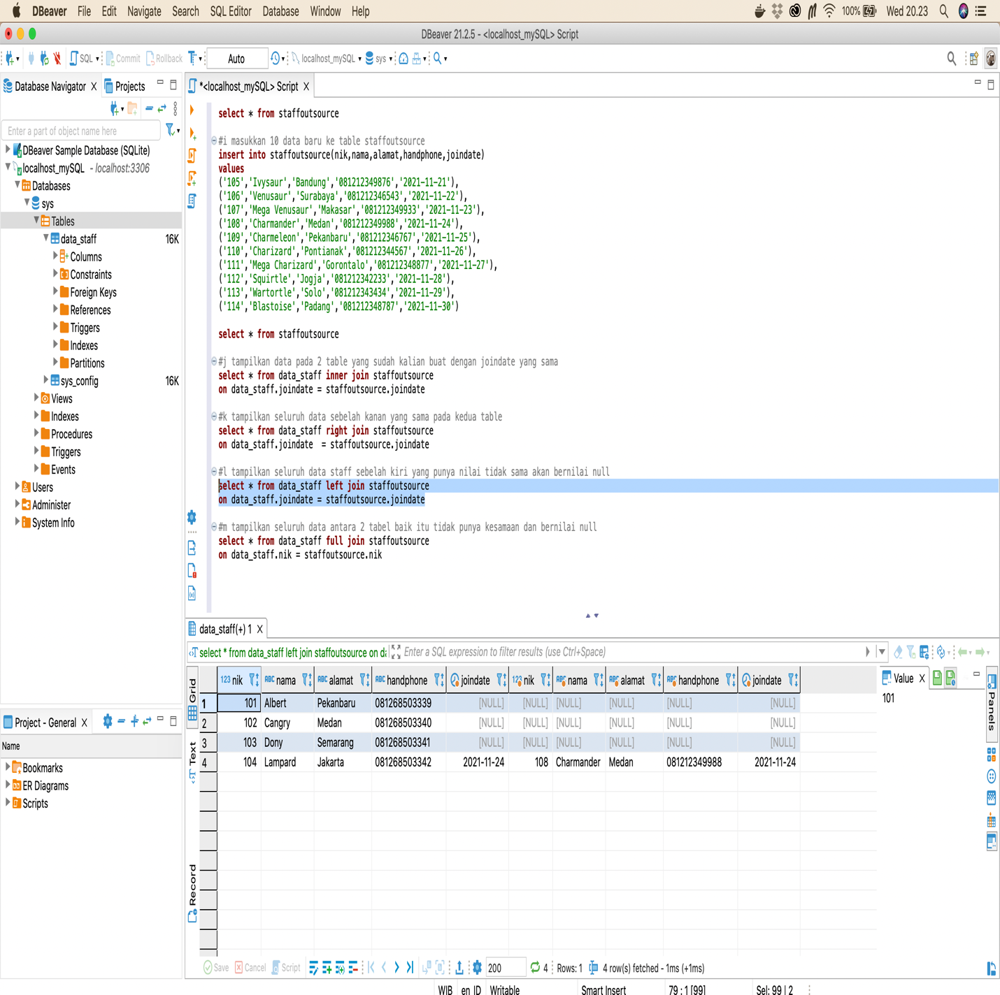 DBeaver File Edit Navigate Search SQL Editor Database Window Help 100% Wed 20.23
DBeaver 21.2.5 - <localhost_mySQL> Script
SQL Commit Rollback T Auto localhost_mySQL sys
Database Navigator Projects
*<localhost_mySQL> Script
Enter a part of object name here
DBeaver Sample Database (SQLite)
localhost_mySQL - localhost:3306
Databases
sys
Tables
data_staff 16K
Columns
Constraints
Foreign Keys
References
Triggers
Indexes
Partitions
sys_config 16K
Views
Indexes
Procedures
Triggers
Events
Users
Administer
System Info
Project - General
Name
Bookmarks
ER Diagrams
Scripts
select * from staffoutsource
#i masukkan 10 data baru ke table staffoutsource
insert into staffoutsource(nik,nama,alamat,handphone,joindate)
values
('105','Ivysaur','Bandung','081212349876','2021-11-21'),
('106','Venusaur','Surabaya','081212346543','2021-11-22'),
('107','Mega Venusaur','Makasar','081212349933','2021-11-23'),
('108','Charmander','Medan','081212349988','2021-11-24'),
('109','Charmeleon','Pekanbaru','081212346767','2021-11-25'),
('110','Charizard','Pontianak','081212344567','2021-11-26'),
('111','Mega Charizard','Gorontalo','081212348877','2021-11-27'),
('112','Squirtle','Jogja','081212342233','2021-11-28'),
('113','Wartortle','Solo','081212343434','2021-11-29'),
('114','Blastoise','Padang','081212348787','2021-11-30')
select * from staffoutsource
#j tampilkan data pada 2 table yang sudah kalian buat dengan joindate yang sama
select * from data_staff inner join staffoutsource
on data_staff.joindate = staffoutsource.joindate
#k tampilkan seluruh data sebelah kanan yang sama pada kedua table
select * from data_staff right join staffoutsource
on data_staff.joindate  = staffoutsource.joindate
#l tampilkan seluruh data staff sebelah kiri yang punya nilai tidak sama akan bernilai null
select * from data_staff left join staffoutsource
on data_staff.joindate = staffoutsource.joindate
#m tampilkan seluruh data antara 2 tabel baik itu tidak punya kesamaan dan bernilai null
select * from data_staff full join staffoutsource
on data_staff.nik = staffoutsource.nik
data_staff(+) 1
select * from data_staff left join staffoutsource on da Enter a SQL expression to filter results (use Ctrl+Space)
Grid
Text
Record
123 nik ABC nama ABC alamat ABC handphone joindate 123 nik ABC nama ABC alamat ABC handphone joindate
1 101 Albert Pekanbaru 081268503339 [NULL] [NULL] [NULL] [NULL] [NULL] [NULL]
2 102 Cangry Medan 081268503340 [NULL] [NULL] [NULL] [NULL] [NULL] [NULL]
3 103 Dony Semarang 081268503341 [NULL] [NULL] [NULL] [NULL] [NULL] [NULL]
4 104 Lampard Jakarta 081268503342 2021-11-24 108 Charmander Medan 081212349988 2021-11-24
Value
101
Panels
Save Cancel Script 200 4 Rows: 1 4 row(s) fetched - 1ms (+1ms)
WIB en_ID Writable Smart Insert 79 : 1 [99] Sel: 99 | 2